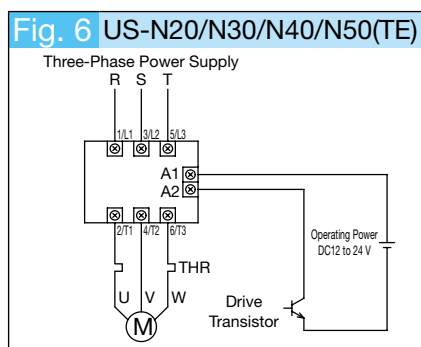 Fig. 6 US-N20/N30/N40/N50(TE)
Three-Phase Power Supply
R S T
1/L1 3/L2 5/L3
A1
A2
2/T1 4/T2 6/T3
Operating Power
DC12 to 24 V
THR
U V W
Drive
Transistor
M